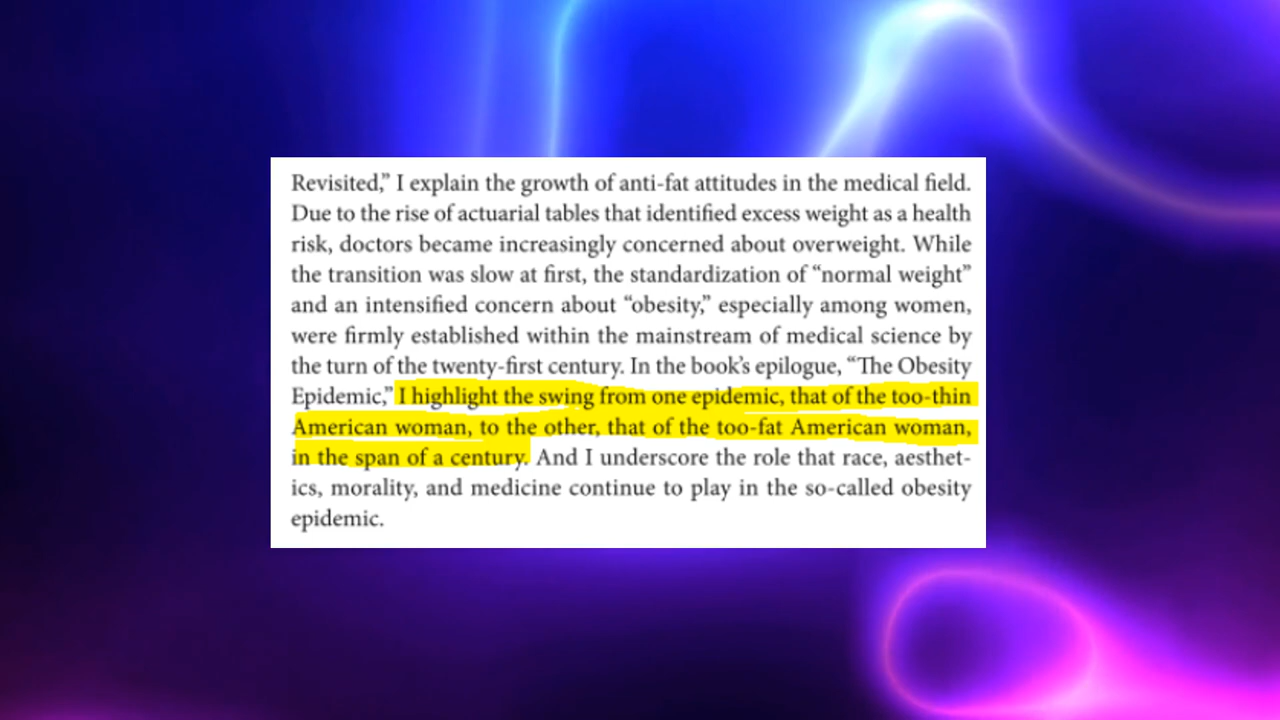 Revisited,” I explain the growth of anti-fat attitudes in the medical field.
Due to the rise of actuarial tables that identified excess weight as a health
risk, doctors became increasingly concerned about overweight. While
the transition was slow at first, the standardization of “normal weight”
and an intensified concern about “obesity,” especially among women,
were firmly established within the mainstream of medical science by
the turn of the twenty-first century. In the book’s epilogue, “The Obesity
Epidemic,” I highlight the swing from one epidemic, that of the too-thin
American woman, to the other, that of the too-fat American woman,
in the span of a century. And I underscore the role that race, aesthet-
ics, morality, and medicine continue to play in the so-called obesity
epidemic.